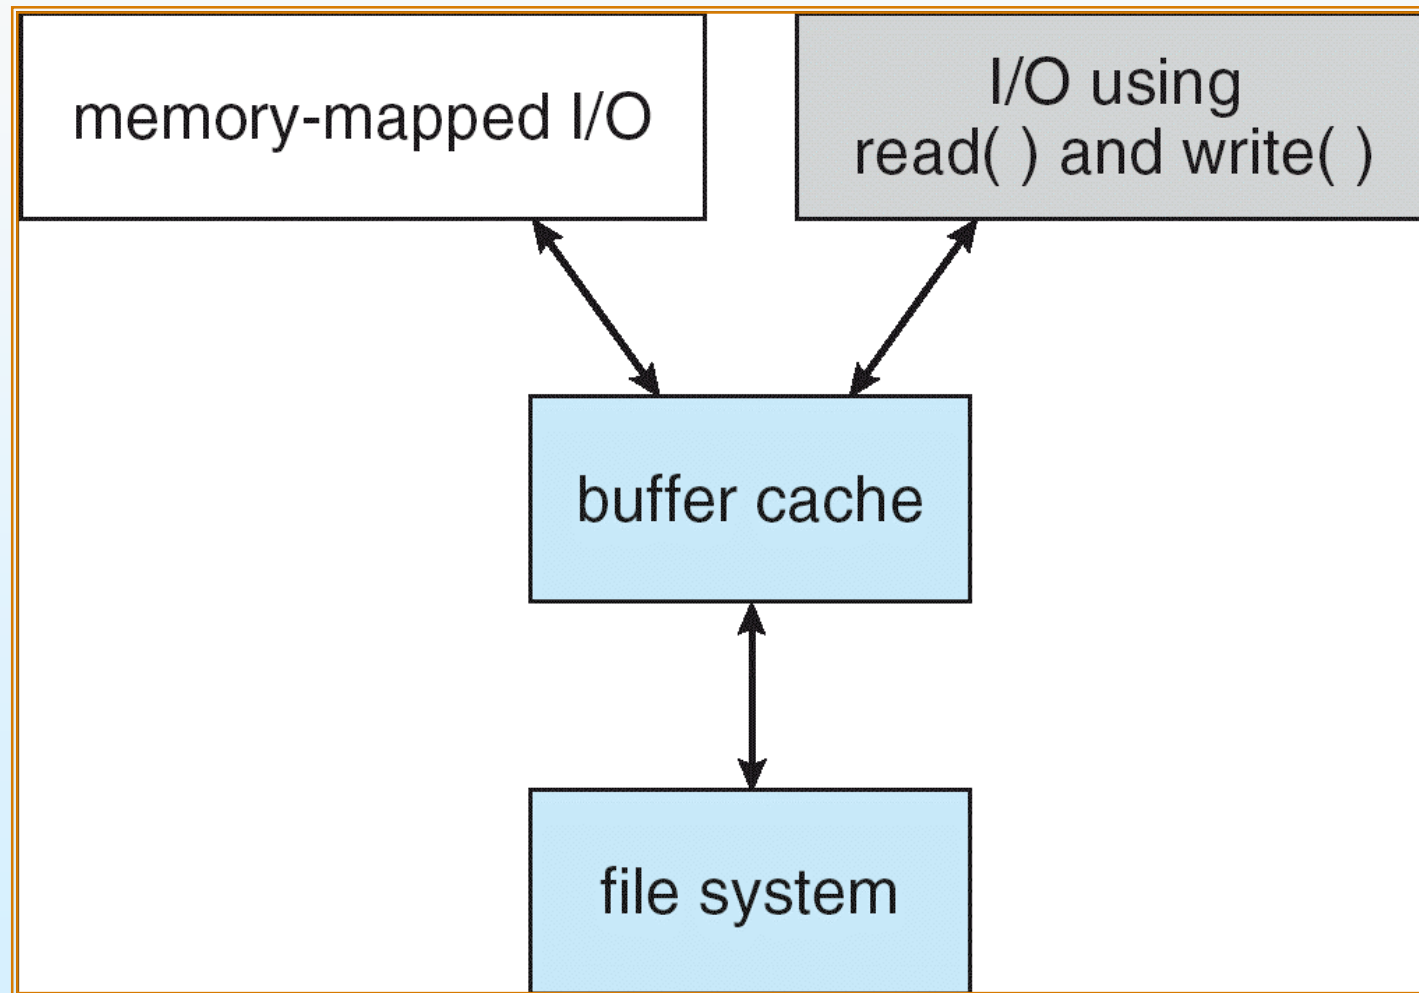 memory-mapped I/O
I/O using
read( ) and write( )
buffer cache
file system